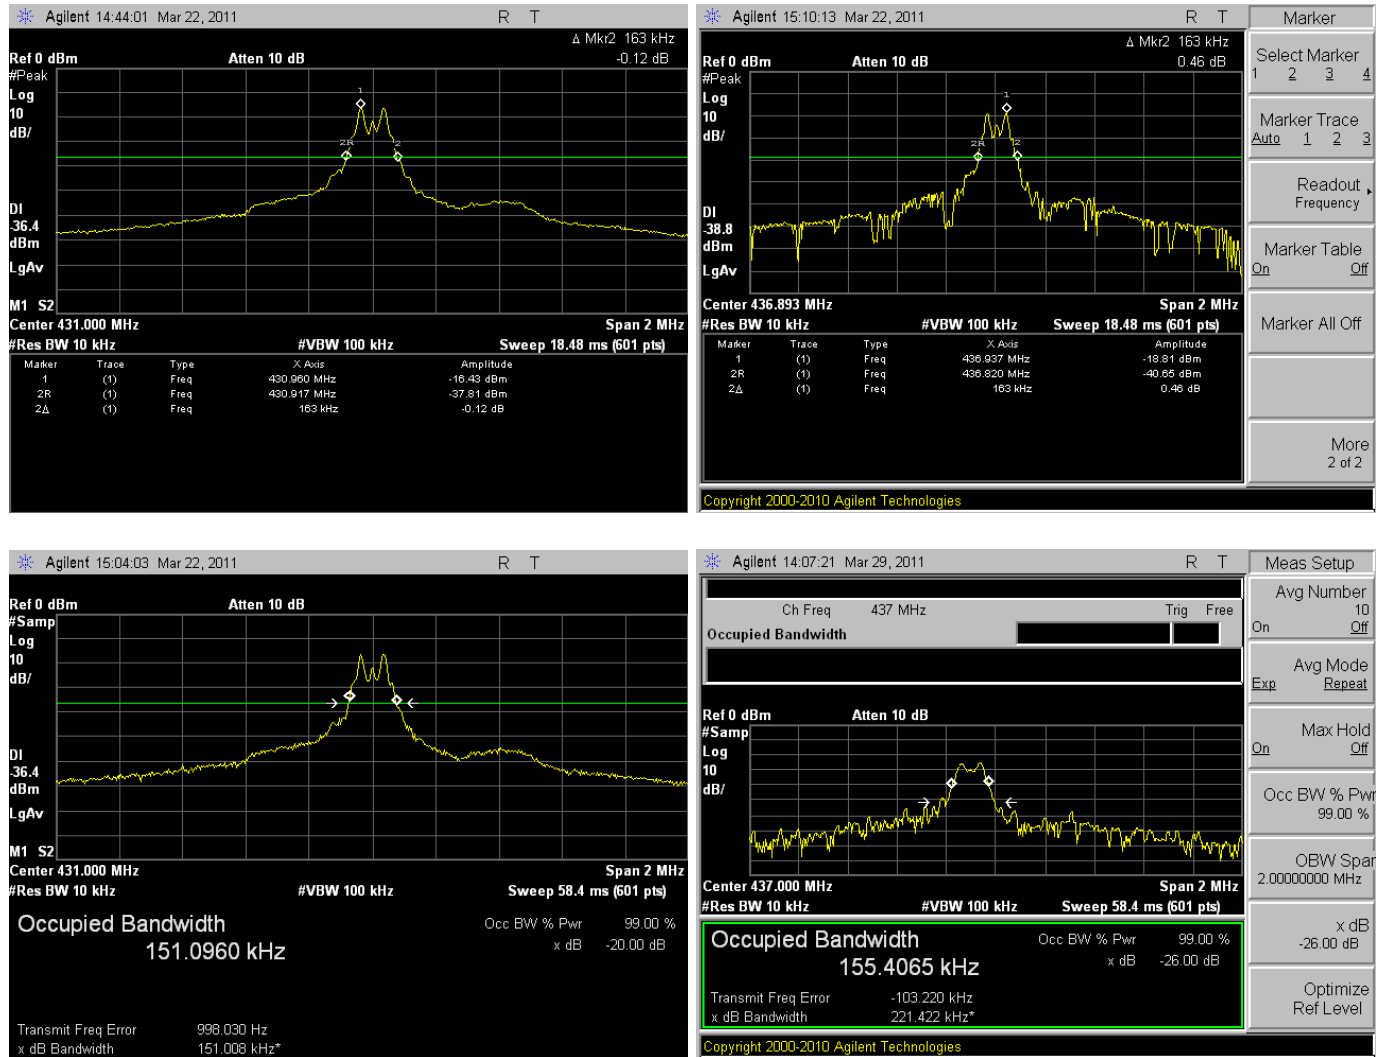 Agilent 14:44:01 Mar 22, 2011 R T
Δ Mkr2 163 kHz
Ref 0 dBm Atten 10 dB -0.12 dB
#Peak
Log
10
dB/
1
2R 2
DI
-36.4
dBm
LgAv
M1 S2
Center 431.000 MHz Span 2 MHz
#Res BW 10 kHz #VBW 100 kHz Sweep 18.48 ms (601 pts)
Marker Trace Type X Axis Amplitude
1 (1) Freq 430.960 MHz -16.43 dBm
2R (1) Freq 430.917 MHz -37.81 dBm
2Δ (1) Freq 163 kHz -0.12 dB
Agilent 15:10:13 Mar 22, 2011 R T
Δ Mkr2 163 kHz
Ref 0 dBm Atten 10 dB 0.46 dB
#Peak
Log
10
dB/
1
2R 2
DI
-38.8
dBm
LgAv
Center 436.893 MHz Span 2 MHz
#Res BW 10 kHz #VBW 100 kHz Sweep 18.48 ms (601 pts)
Marker Trace Type X Axis Amplitude
1 (1) Freq 436.937 MHz -18.81 dBm
2R (1) Freq 436.820 MHz -40.65 dBm
2Δ (1) Freq 163 kHz 0.46 dB
Copyright 2000-2010 Agilent Technologies
Marker
Select Marker
1 2 3 4
Marker Trace
Auto 1 2 3
Readout
Frequency
Marker Table
On Off
Marker All Off
More
2 of 2
Agilent 15:04:03 Mar 22, 2011 R T
Ref 0 dBm Atten 10 dB
#Samp
Log
10
dB/
DI
-36.4
dBm
LgAv
M1 S2
Center 431.000 MHz Span 2 MHz
#Res BW 10 kHz #VBW 100 kHz Sweep 58.4 ms (601 pts)
Occupied Bandwidth Occ BW % Pwr 99.00 %
151.0960 kHz x dB -20.00 dB
Transmit Freq Error 998.030 Hz
x dB Bandwidth 151.008 kHz*
Agilent 14:07:21 Mar 29, 2011 R T
Ch Freq 437 MHz Trig Free
Occupied Bandwidth
Ref 0 dBm Atten 10 dB
#Samp
Log
10
dB/
Center 437.000 MHz Span 2 MHz
#Res BW 10 kHz #VBW 100 kHz Sweep 58.4 ms (601 pts)
Occupied Bandwidth Occ BW % Pwr 99.00 %
155.4065 kHz x dB -26.00 dB
Transmit Freq Error -103.220 kHz
x dB Bandwidth 221.422 kHz*
Copyright 2000-2010 Agilent Technologies
Meas Setup
Avg Number
10
On Off
Avg Mode
Exp Repeat
Max Hold
On Off
Occ BW % Pwr
99.00 %
OBW Span
2.00000000 MHz
x dB
-26.00 dB
Optimize
Ref Level